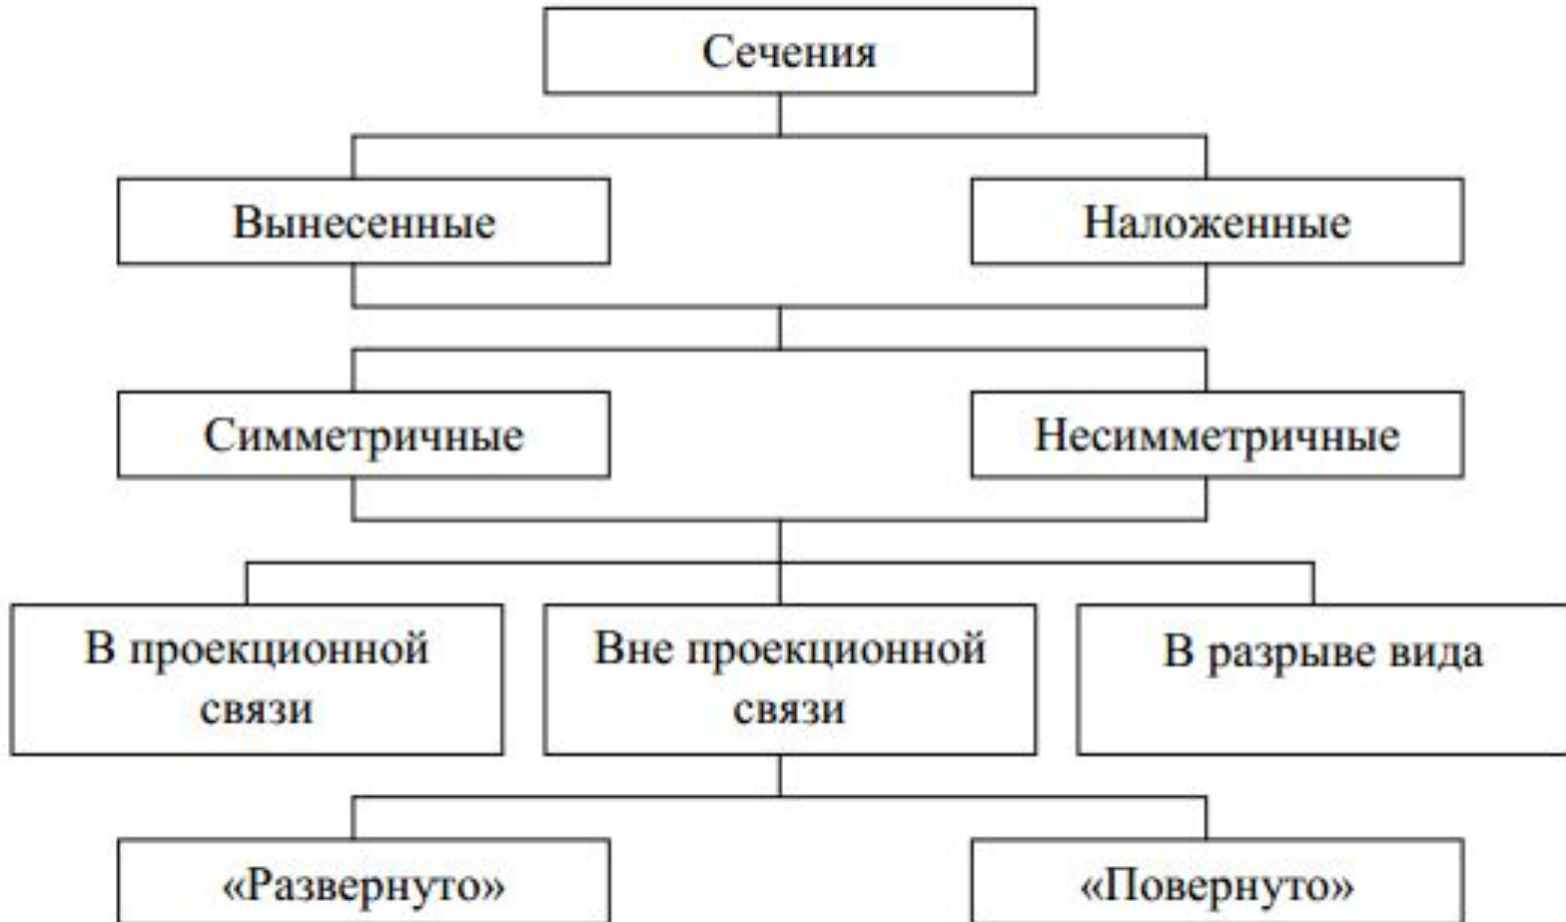 Сечения
Вынесенные
Наложенные
Симметричные
Несимметричные
В проекционной
связи
Вне проекционной
связи
В разрыве вида
«Развернуто»
«Повернуто»